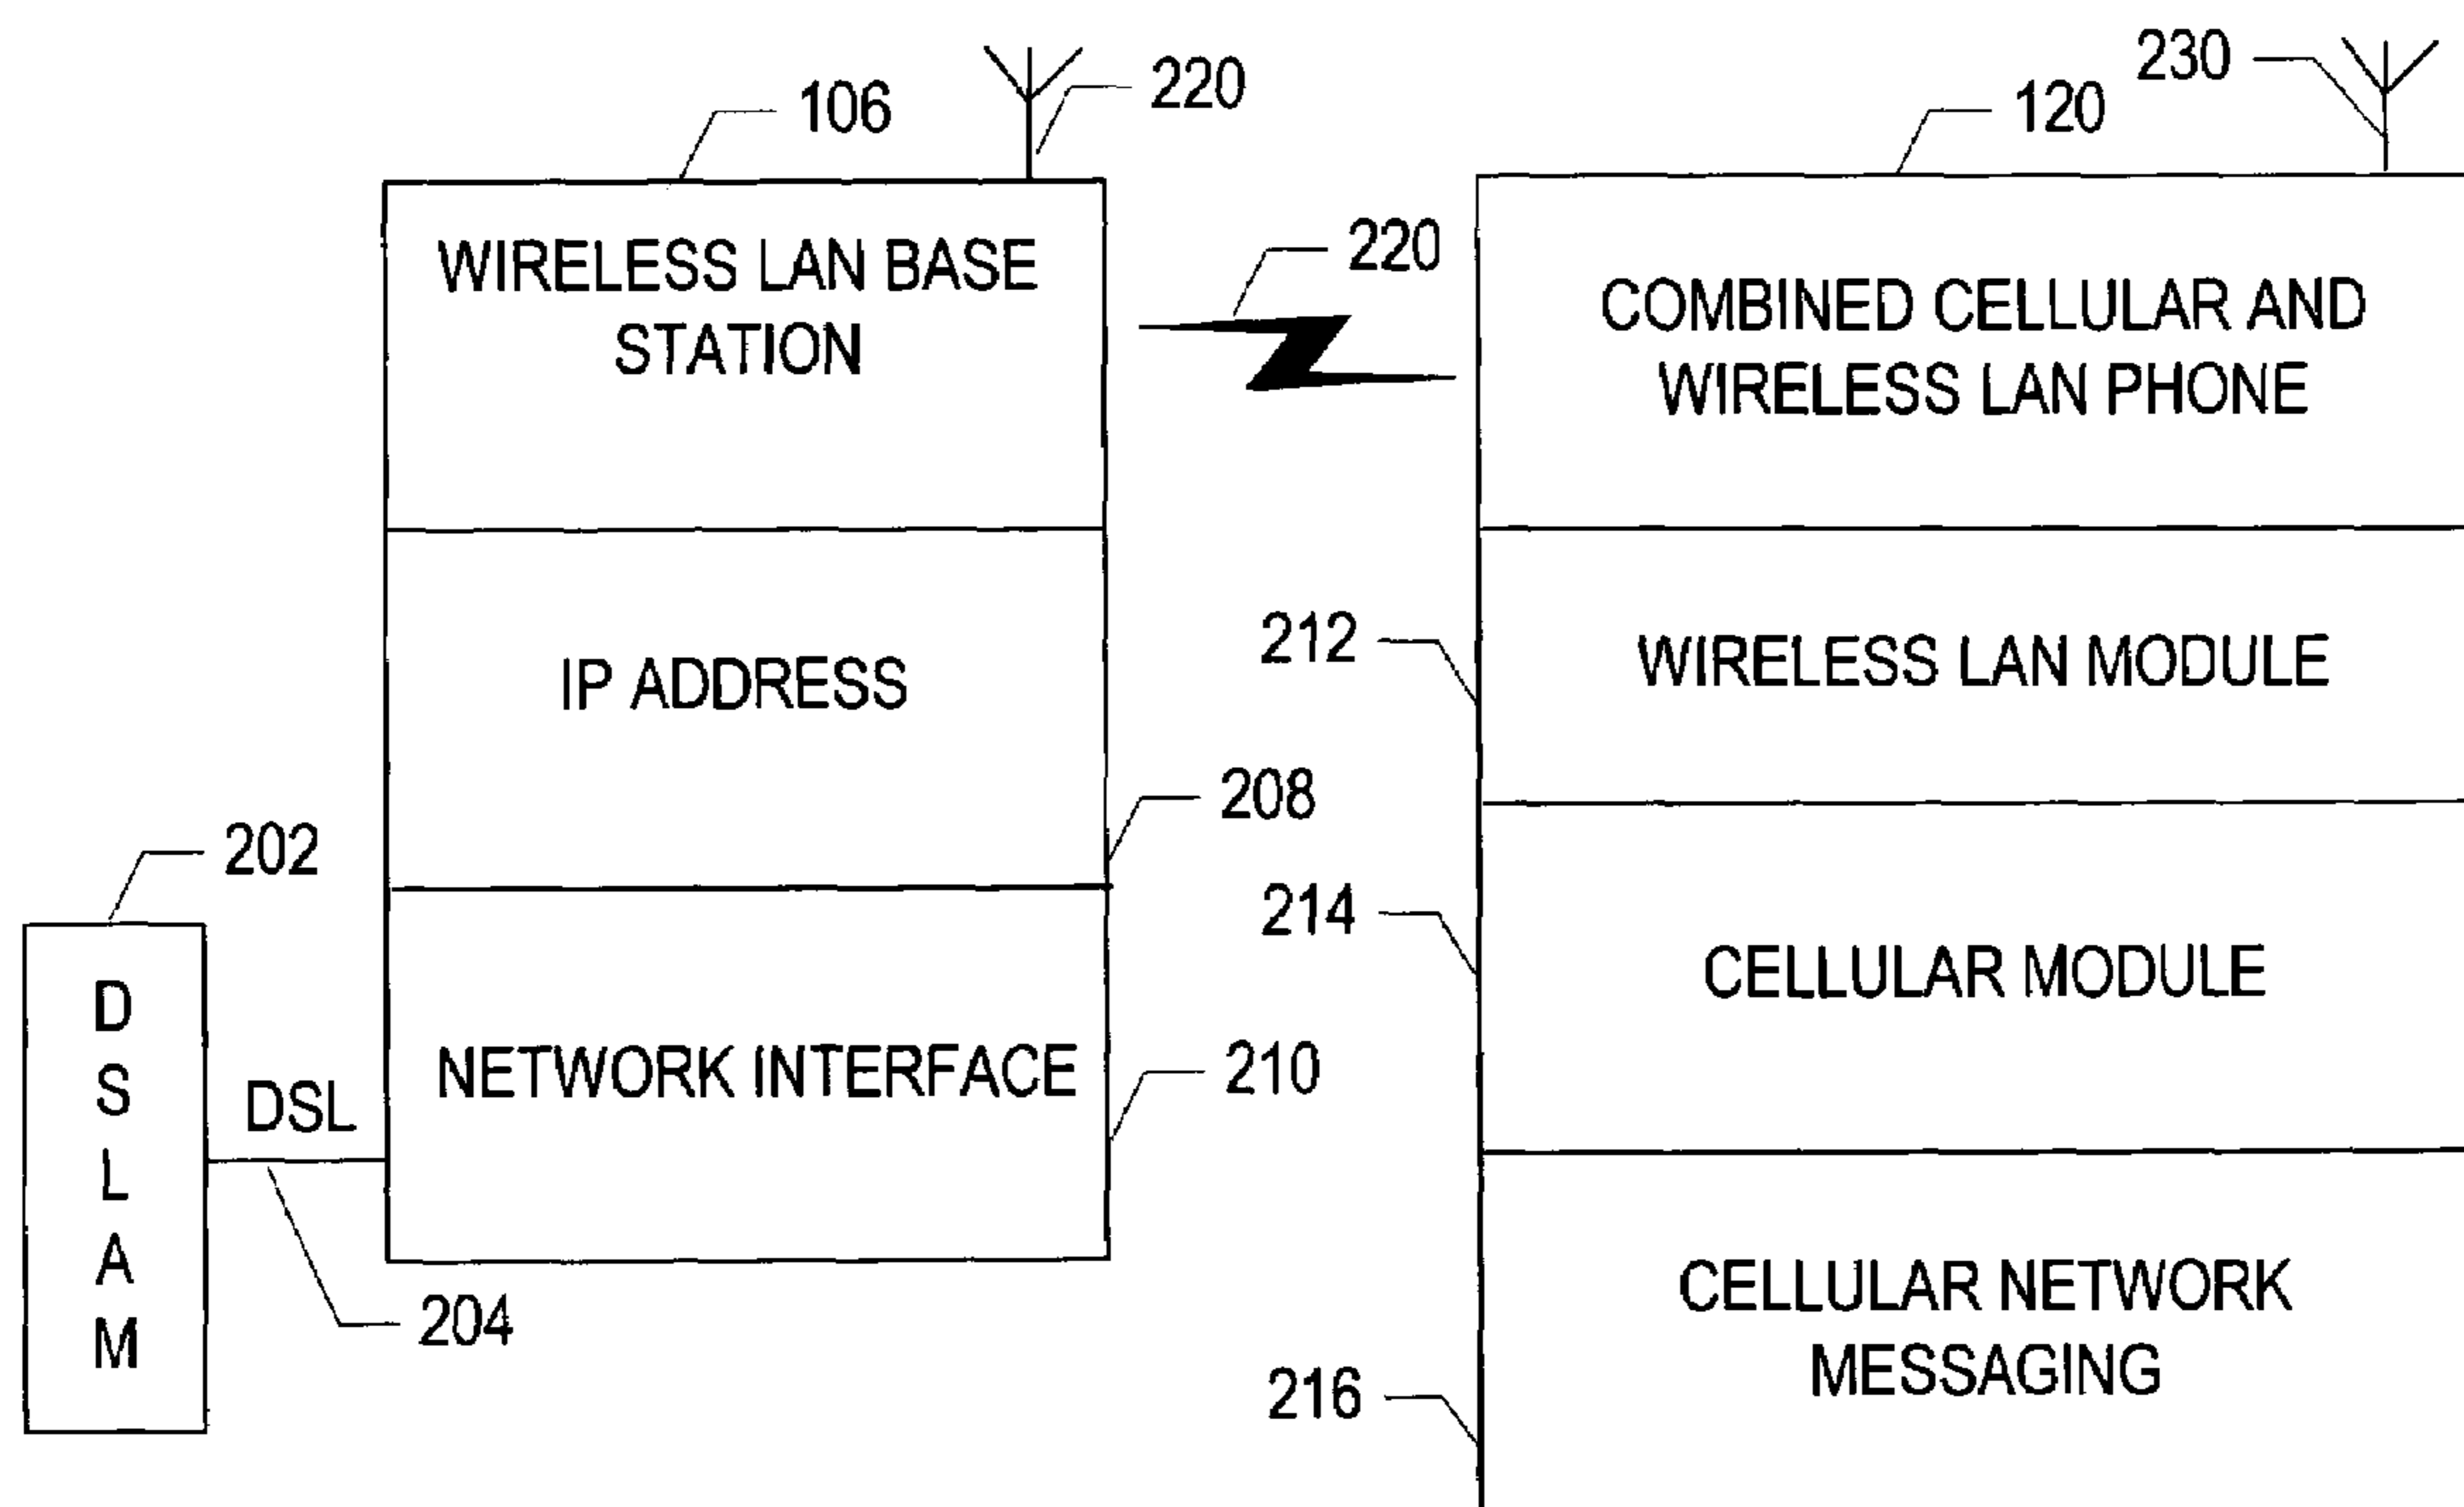 106
220
120
230
WIRELESS LAN BASE
STATION
220
COMBINED CELLULAR AND
WIRELESS LAN PHONE
IP ADDRESS
208
212
WIRELESS LAN MODULE
202
D
S
L
A
M
DSL
204
NETWORK INTERFACE
210
214
CELLULAR MODULE
216
CELLULAR NETWORK
MESSAGING